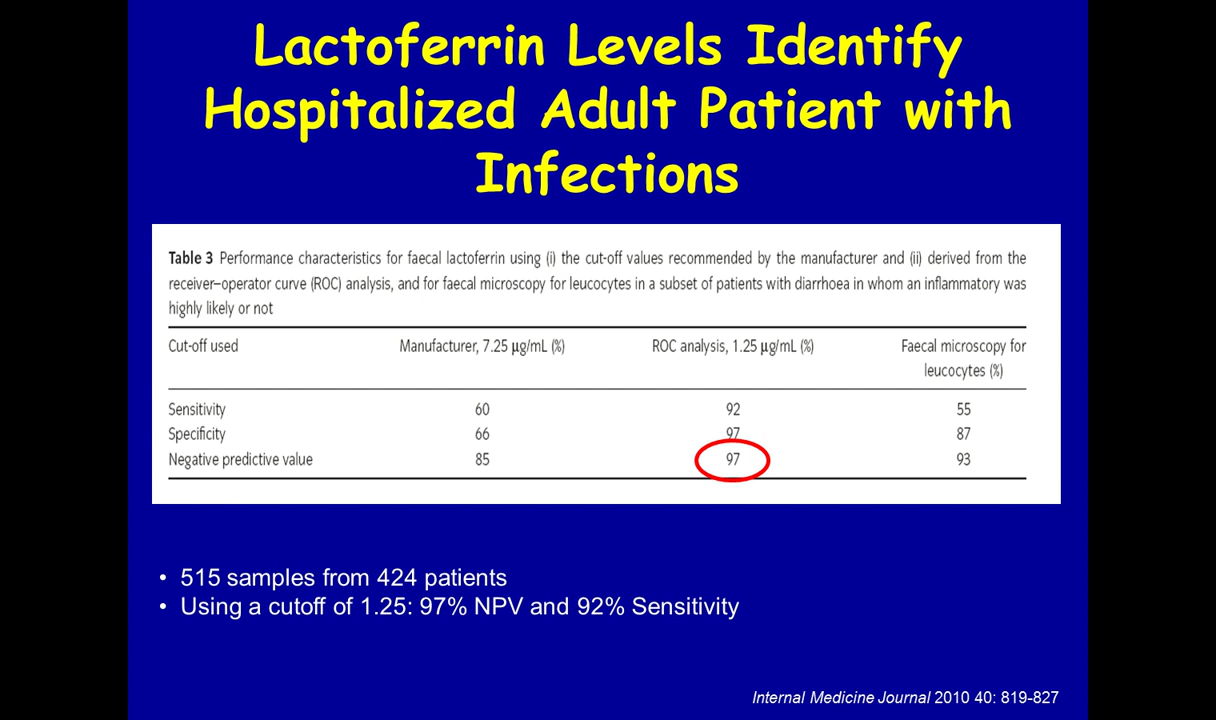 Lactoferrin Levels Identify
Hospitalized Adult Patient with
Infections
Table 3 Performance characteristics for faecal lactoferrin using (i) the cut-off values recommended by the manufacturer and (ii) derived from the
receiver–operator curve (ROC) analysis, and for faecal microscopy for leucocytes in a subset of patients with diarrhoea in whom an inflammatory was
highly likely or not
Cut-off used Manufacturer, 7.25 µg/mL (%) ROC analysis, 1.25 µg/mL (%) Faecal microscopy for
leucocytes (%)
Sensitivity 60 92 55
Specificity 66 97 87
Negative predictive value 85 97 93
• 515 samples from 424 patients
• Using a cutoff of 1.25: 97% NPV and 92% Sensitivity
Internal Medicine Journal 2010 40: 819-827